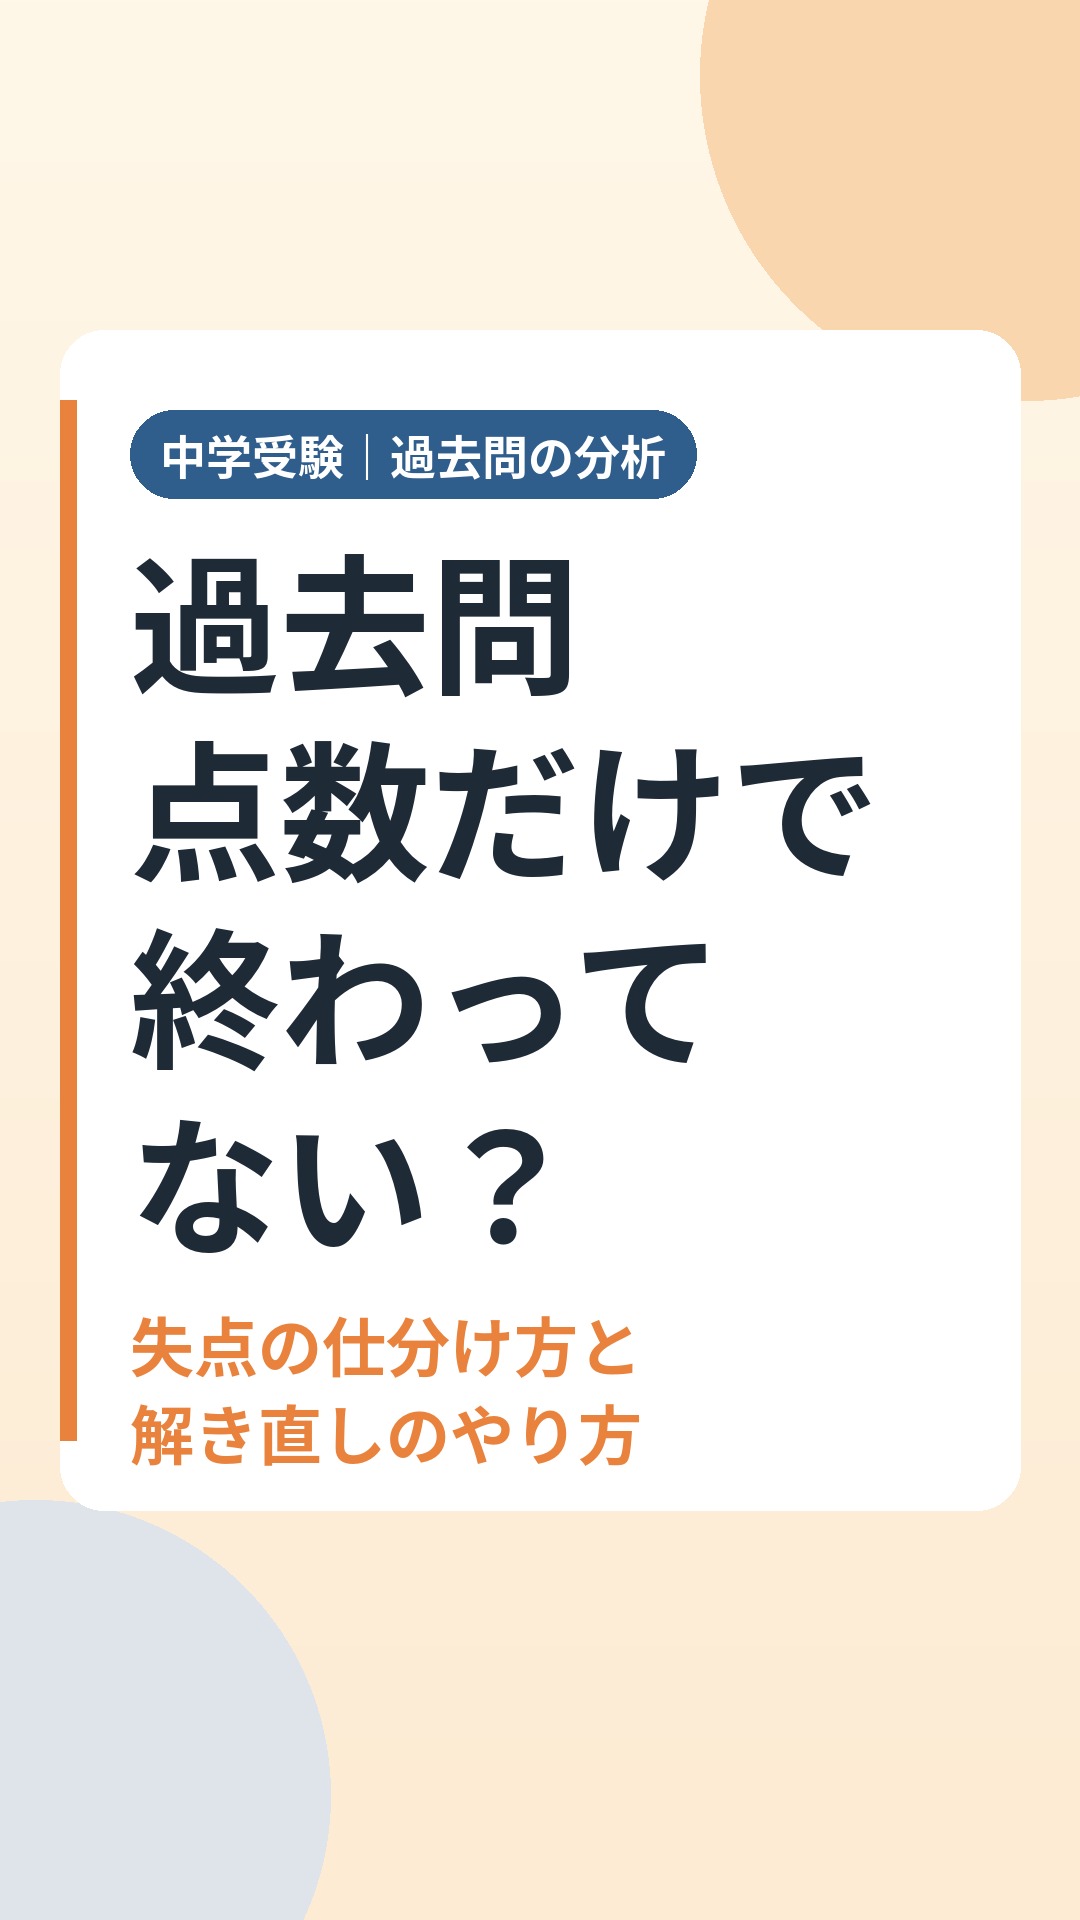 中学受験｜過去問の分析
過去問
点数だけで
終わって
ない？
失点の仕分け方と
解き直しのやり方